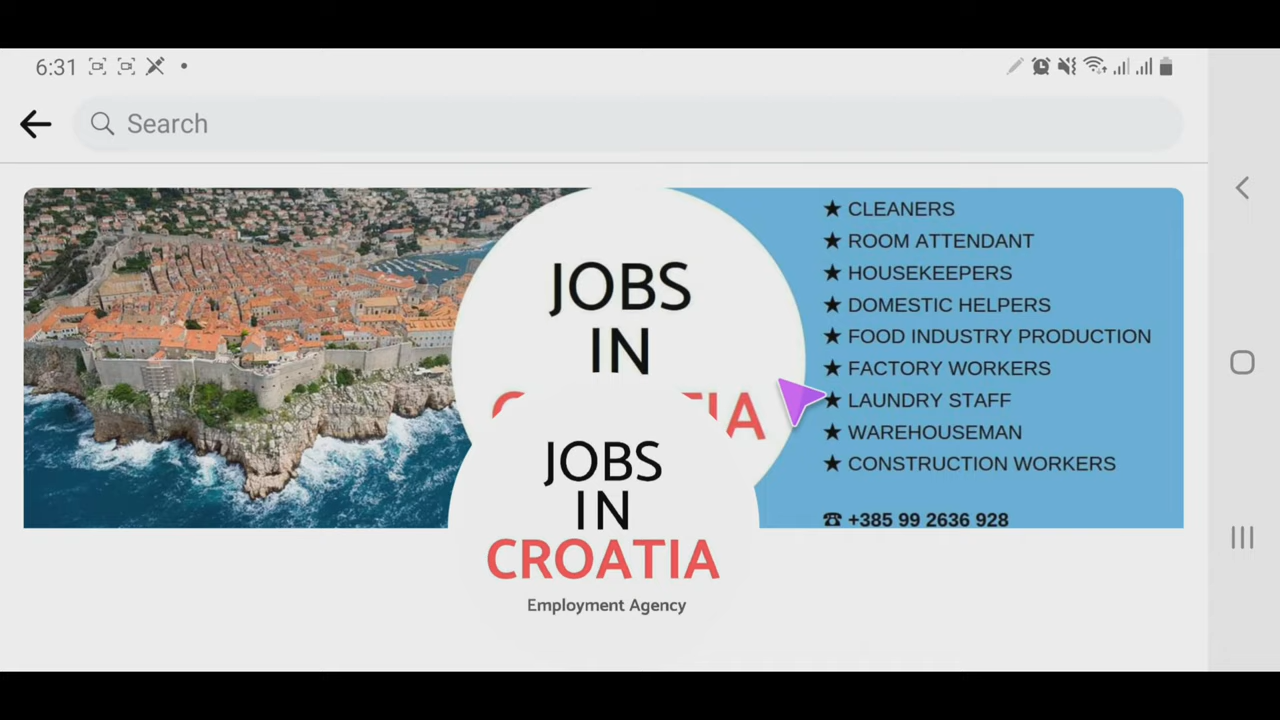 6:31
Search
JOBS
IN
JOBS
IN
CROATIA
Employment Agency
★ CLEANERS
★ ROOM ATTENDANT
★ HOUSEKEEPERS
★ DOMESTIC HELPERS
★ FOOD INDUSTRY PRODUCTION
★ FACTORY WORKERS
★ LAUNDRY STAFF
★ WAREHOUSEMAN
★ CONSTRUCTION WORKERS
☎ +385 99 2636 928